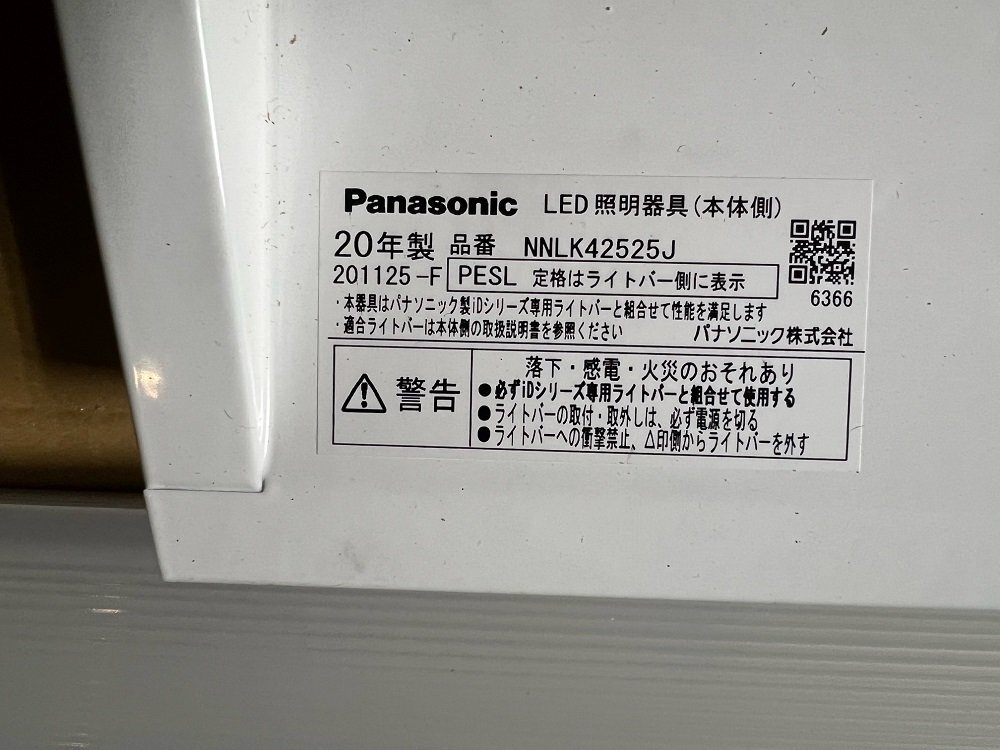 Panasonic LED照明器具(本体側)
20年製 品番 NNLK42525J
201125-F PESL 定格はライトバー側に表示
6366
・本器具はパナソニック製iDシリーズ専用ライトバーと組合せて性能を満足します
・適合ライトバーは本体側の取扱説明書を参照ください パナソニック株式会社
警告
落下・感電・火災のおそれあり
●必ずiDシリーズ専用ライトバーと組合せて使用する
●ライトバーの取付・取外しは、必ず電源を切る
●ライトバーへの衝撃禁止、△印側からライトバーを外す